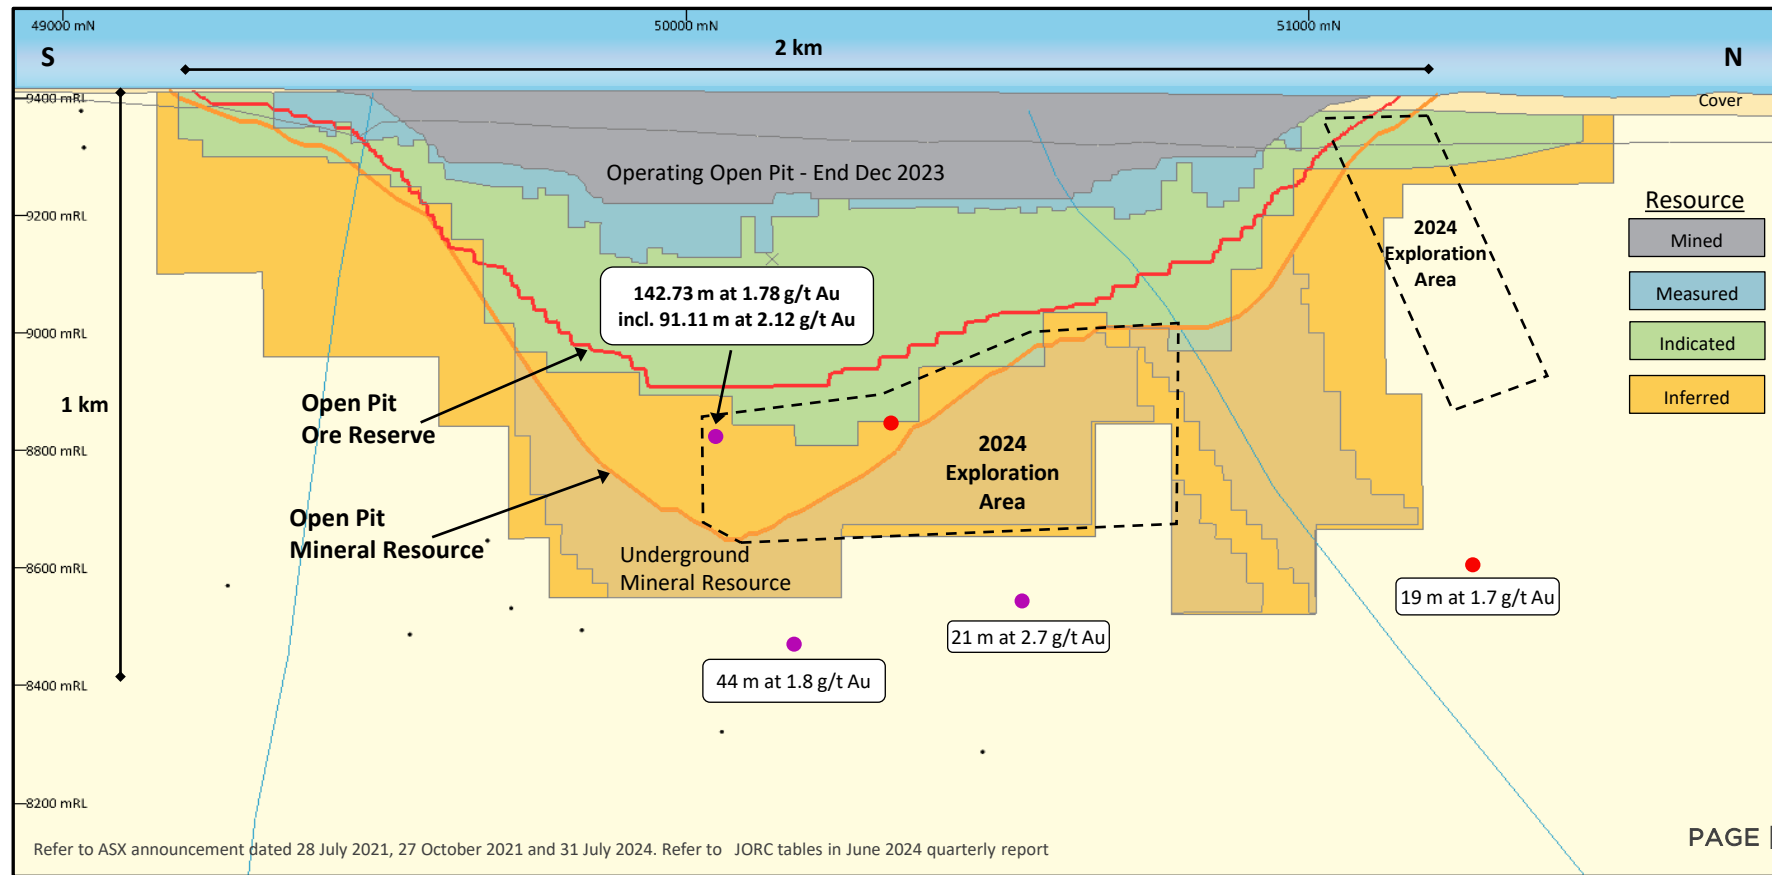 49000 mN
50000 mN
51000 mN
S
2 km
N
9400 mRL
Cover
Operating Open Pit - End Dec 2023
Resource
Mined
Measured
Indicated
Inferred
9200 mRL
2024
Exploration
Area
142.73 m at 1.78 g/t Au
incl. 91.11 m at 2.12 g/t Au
9000 mRL
1 km
Open Pit
Ore Reserve
8800 mRL
2024
Exploration
Area
Open Pit
Mineral Resource
Underground
Mineral Resource
8600 mRL
19 m at 1.7 g/t Au
21 m at 2.7 g/t Au
44 m at 1.8 g/t Au
8400 mRL
8200 mRL
Refer to ASX announcement dated 28 July 2021, 27 October 2021 and 31 July 2024. Refer to JORC tables in June 2024 quarterly report
PAGE |